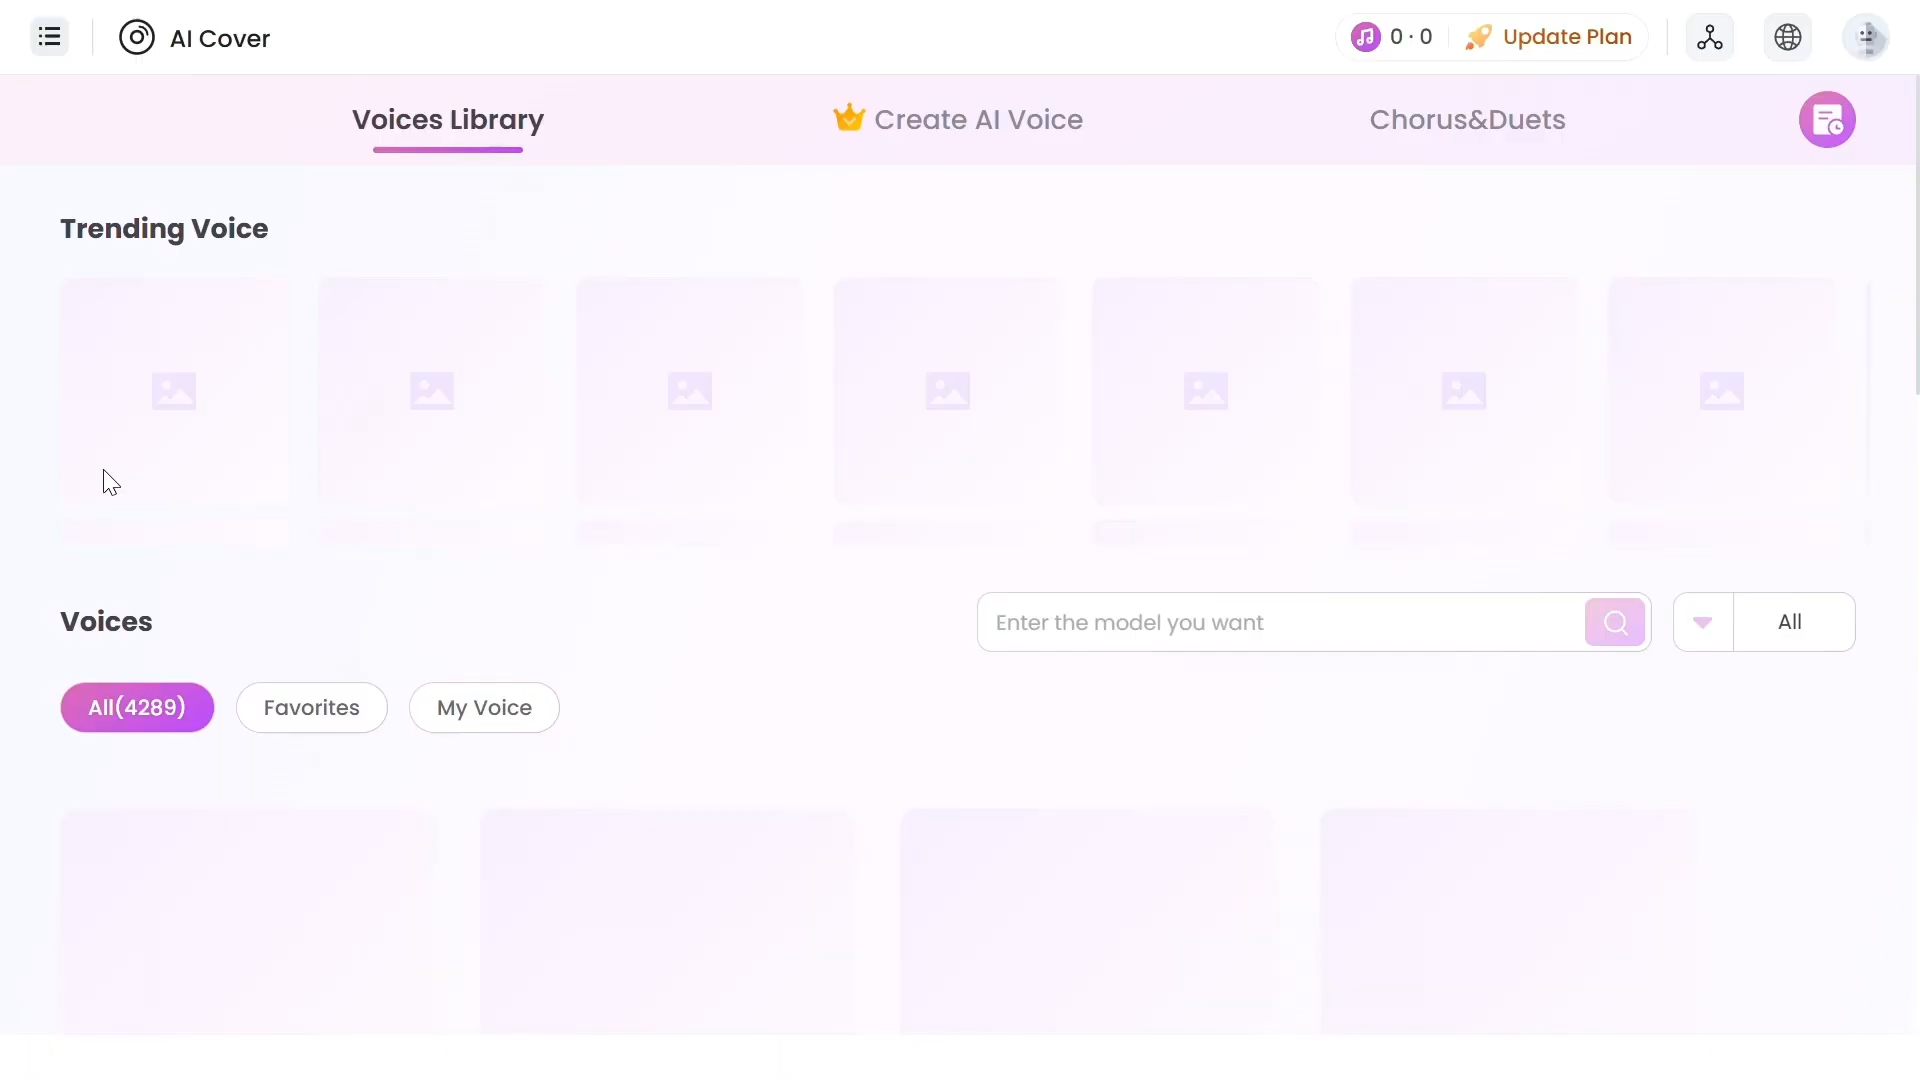 AI Cover
0 · 0
Update Plan
Voices Library
Create AI Voice
Chorus&Duets
Trending Voice
Voices
Enter the model you want
All
All(4289)
Favorites
My Voice